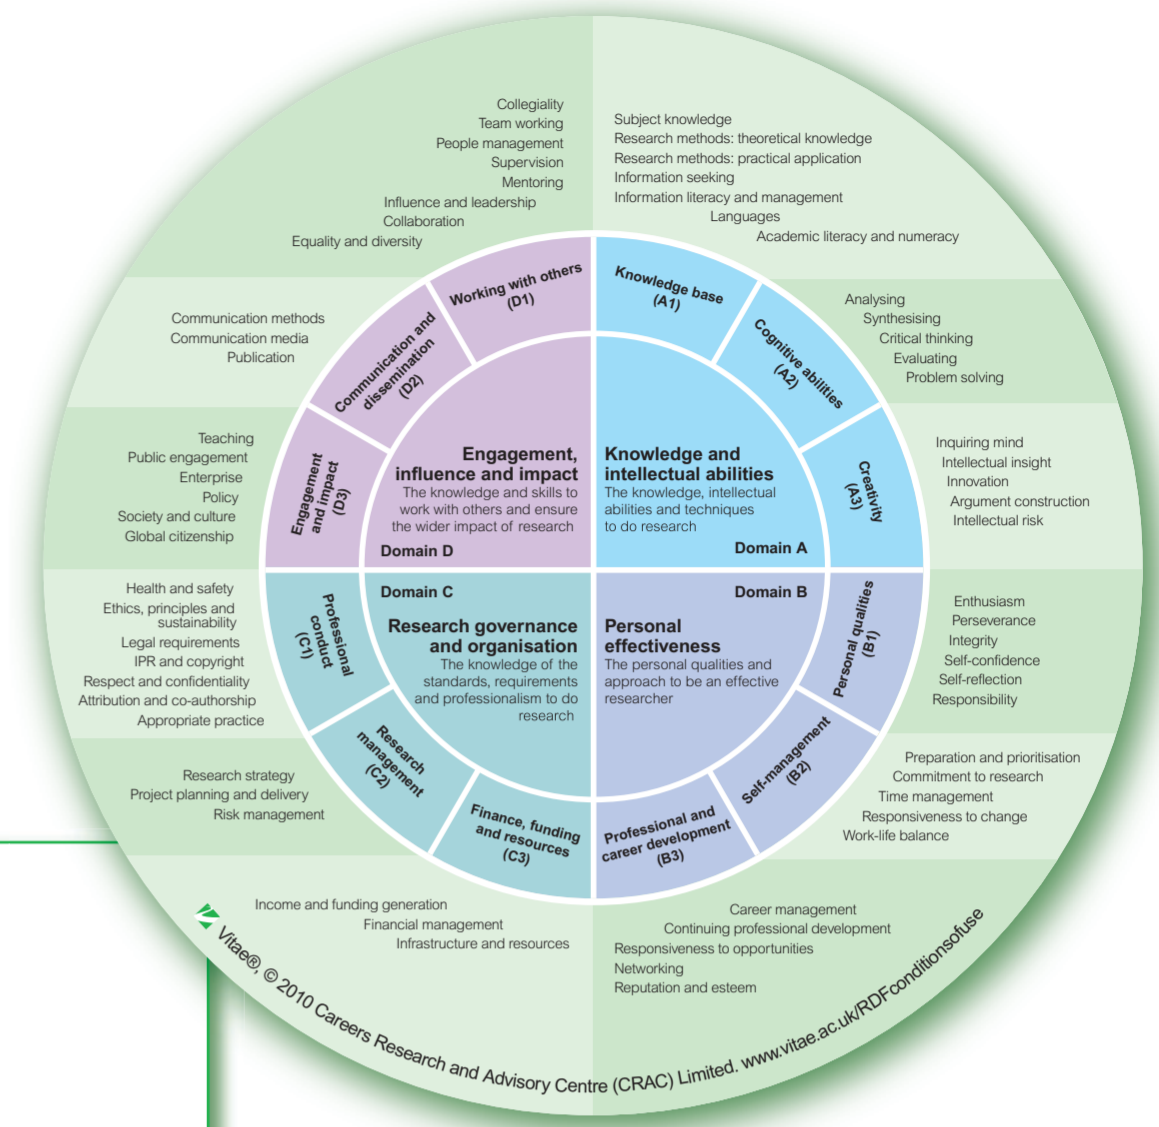 Collegiality
Team working
People management
Supervision
Mentoring
Influence and leadership
Collaboration
Equality and diversity
Subject knowledge
Research methods: theoretical knowledge
Research methods: practical application
Information seeking
Information literacy and management
Languages
Academic literacy and numeracy
Working with others
(D1)
Knowledge base
(A1)
Communication methods
Communication media
Publication
Communication and
dissemination
(D2)
Cognitive abilities
(A2)
Analysing
Synthesising
Critical thinking
Evaluating
Problem solving
Teaching
Public engagement
Enterprise
Policy
Society and culture
Global citizenship
Engagement
and impact
(D3)
Engagement,
influence and impact
The knowledge and skills to
work with others and ensure
the wider impact of research
Domain D
Knowledge and
intellectual abilities
The knowledge, intellectual
abilities and techniques
to do research
Domain A
Creativity
(A3)
Inquiring mind
Intellectual insight
Innovation
Argument construction
Intellectual risk
Health and safety
Ethics, principles and
sustainability
Legal requirements
IPR and copyright
Respect and confidentiality
Attribution and co-authorship
Appropriate practice
Professional
conduct
(C1)
Domain C
Research governance
and organisation
The knowledge of the
standards, requirements
and professionalism to do
research
Domain B
Personal
effectiveness
The personal qualities and
approach to be an effective
researcher
Personal qualities
(B1)
Enthusiasm
Perseverance
Integrity
Self-confidence
Self-reflection
Responsibility
Research strategy
Project planning and delivery
Risk management
Research
management
(C2)
Self-management
(B2)
Preparation and prioritisation
Commitment to research
Time management
Responsiveness to change
Work-life balance
Finance, funding
and resources
(C3)
Professional and
career development
(B3)
Income and funding generation
Financial management
Infrastructure and resources
Career management
Continuing professional development
Responsiveness to opportunities
Networking
Reputation and esteem
Vitae®, © 2010 Careers Research and Advisory Centre (CRAC) Limited. www.vitae.ac.uk/RDFconditionsofuse